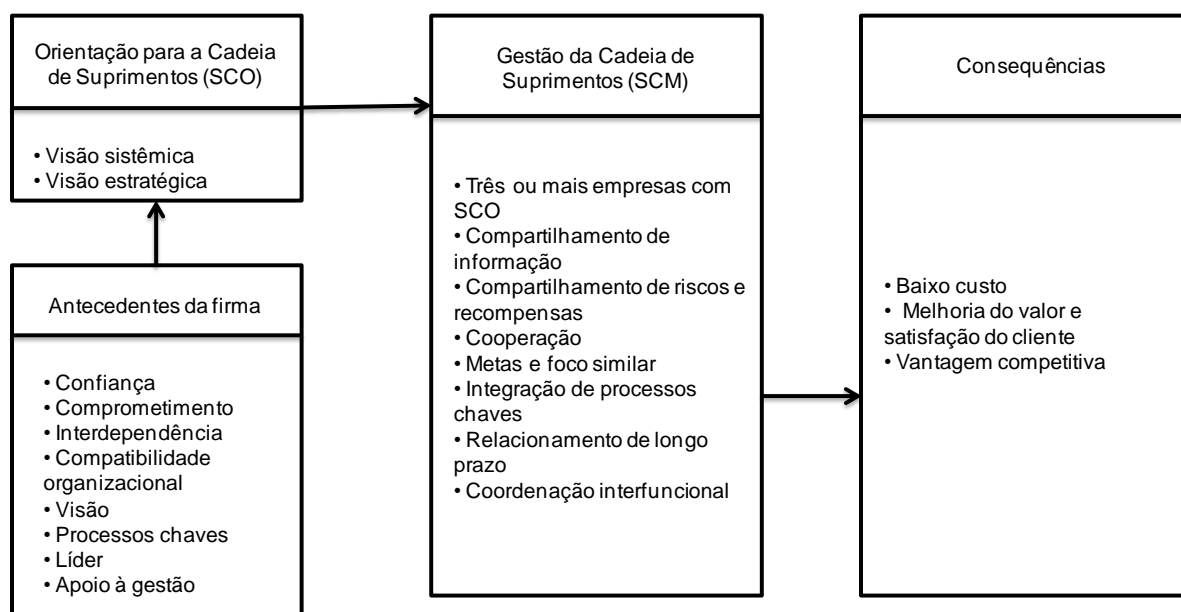 Orientação para a Cadeia
de Suprimentos (SCO)
• Visão sistêmica
• Visão estratégica
Antecedentes da firma
• Confiança
• Comprometimento
• Interdependência
• Compatibilidade
organizacional
• Visão
• Processos chaves
• Líder
• Apoio à gestão
Gestão da Cadeia de
Suprimentos (SCM)
• Três ou mais empresas com
SCO
• Compartilhamento de
informação
• Compartilhamento de riscos e
recompensas
• Cooperação
• Metas e foco similar
• Integração de processos
chaves
• Relacionamento de longo
prazo
• Coordenação interfuncional
Consequências
• Baixo custo
• Melhoria do valor e
satisfação do cliente
• Vantagem competitiva